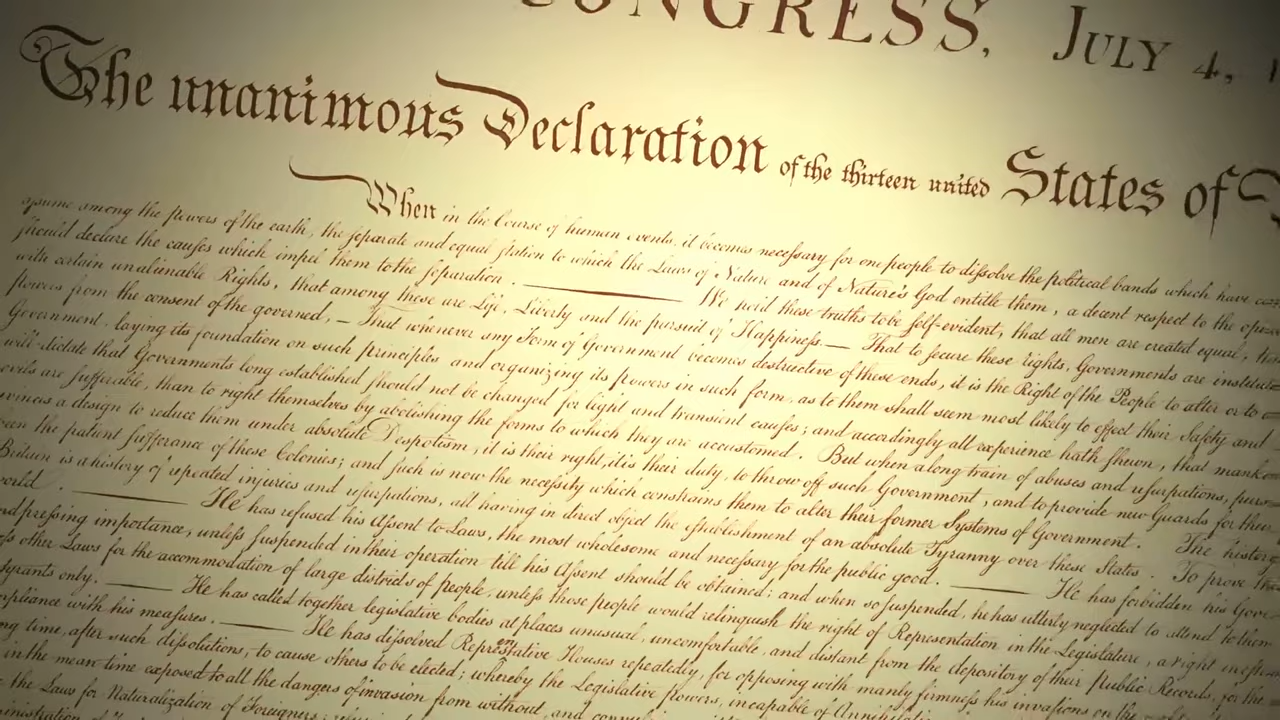 CONGRESS, JULY 4,
The unanimous Declaration of the thirteen united States of
When in the Course of human events, it becomes necessary for one people to dissolve the political bands which have
assume among the powers of the earth, the separate and equal station to which the Laws of Nature and of Nature's God entitle them, a decent respect to the
should declare the causes which impel them to the separation. — We hold these truths to be self-evident, that all men are created equal,
with certain unalienable Rights, that among these are Life, Liberty and the pursuit of Happiness.— That to secure these rights, Governments are
powers from the consent of the governed, — That whenever any Form of Government becomes destructive of these ends, it is the Right of the People to alter or to
Government, laying its foundation on such principles and organizing its powers in such form, as to them shall seem most likely to effect their Safety and
will dictate that Governments long established should not be changed for light and transient causes; and accordingly all experience hath shewn, that
evils are sufferable, than to right themselves by abolishing the forms to which they are accustomed. But when a long train of abuses and usurpations,
a design to reduce them under absolute Despotism, it is their right, it is their duty, to throw off such Government, and to provide new Guards for their
the patient sufferance of these Colonies; and such is now the necessity which constrains them to alter their former Systems of Government. The
Britain is a history of repeated injuries and usurpations, all having in direct object the establishment of an absolute Tyranny over these States. To prove
world. — He has refused his Assent to Laws, the most wholesome and necessary for the public good. — He has forbidden his
pressing importance, unless suspended in their operation till his Assent should be obtained; and when so suspended, he has utterly neglected to attend to them
other Laws for the accommodation of large districts of people, unless those people would relinquish the right of Representation in the Legislature, a right
tyrants only. — He has called together legislative bodies at places unusual, uncomfortable, and distant from the depository of their Public Records, for the
with his measures. — He has dissolved Representative Houses repeatedly, for opposing with manly firmness his invasions on the
time, after such dissolutions, to cause others to be elected; whereby the Legislative powers, incapable of
in the mean time exposed to all the dangers of invasion from without, and
the Laws for Naturalization of Foreigners;